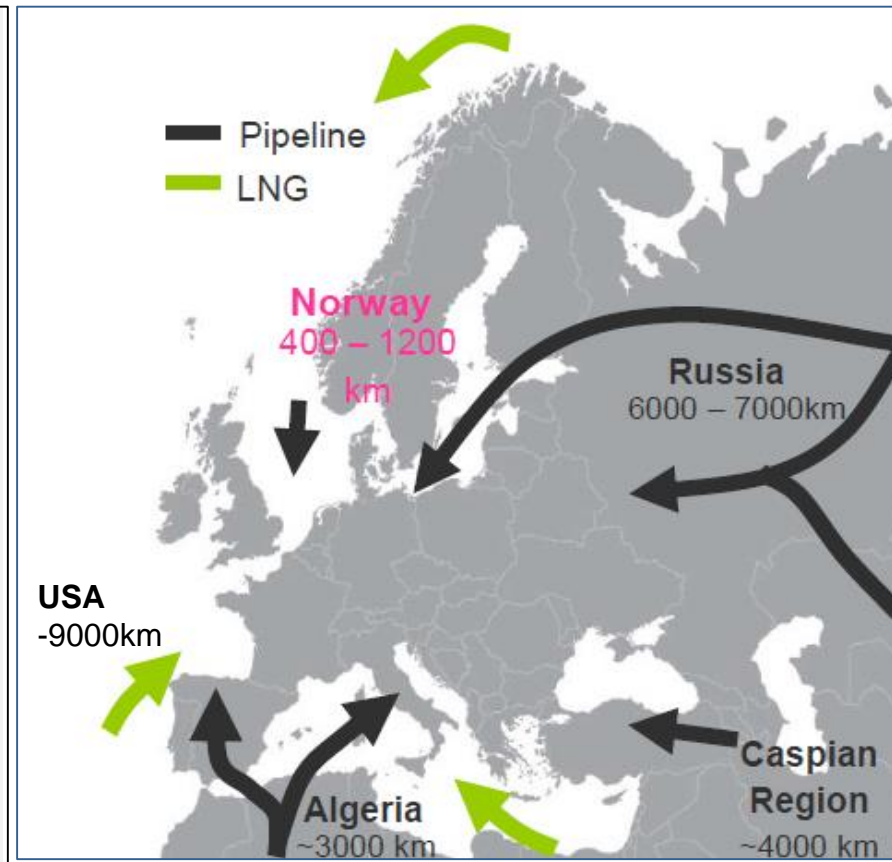 Pipeline
LNG
Norway
400 – 1200
km
Russia
6000 – 7000km
USA
-9000km
Algeria
~3000 km
Caspian
Region
~4000 km